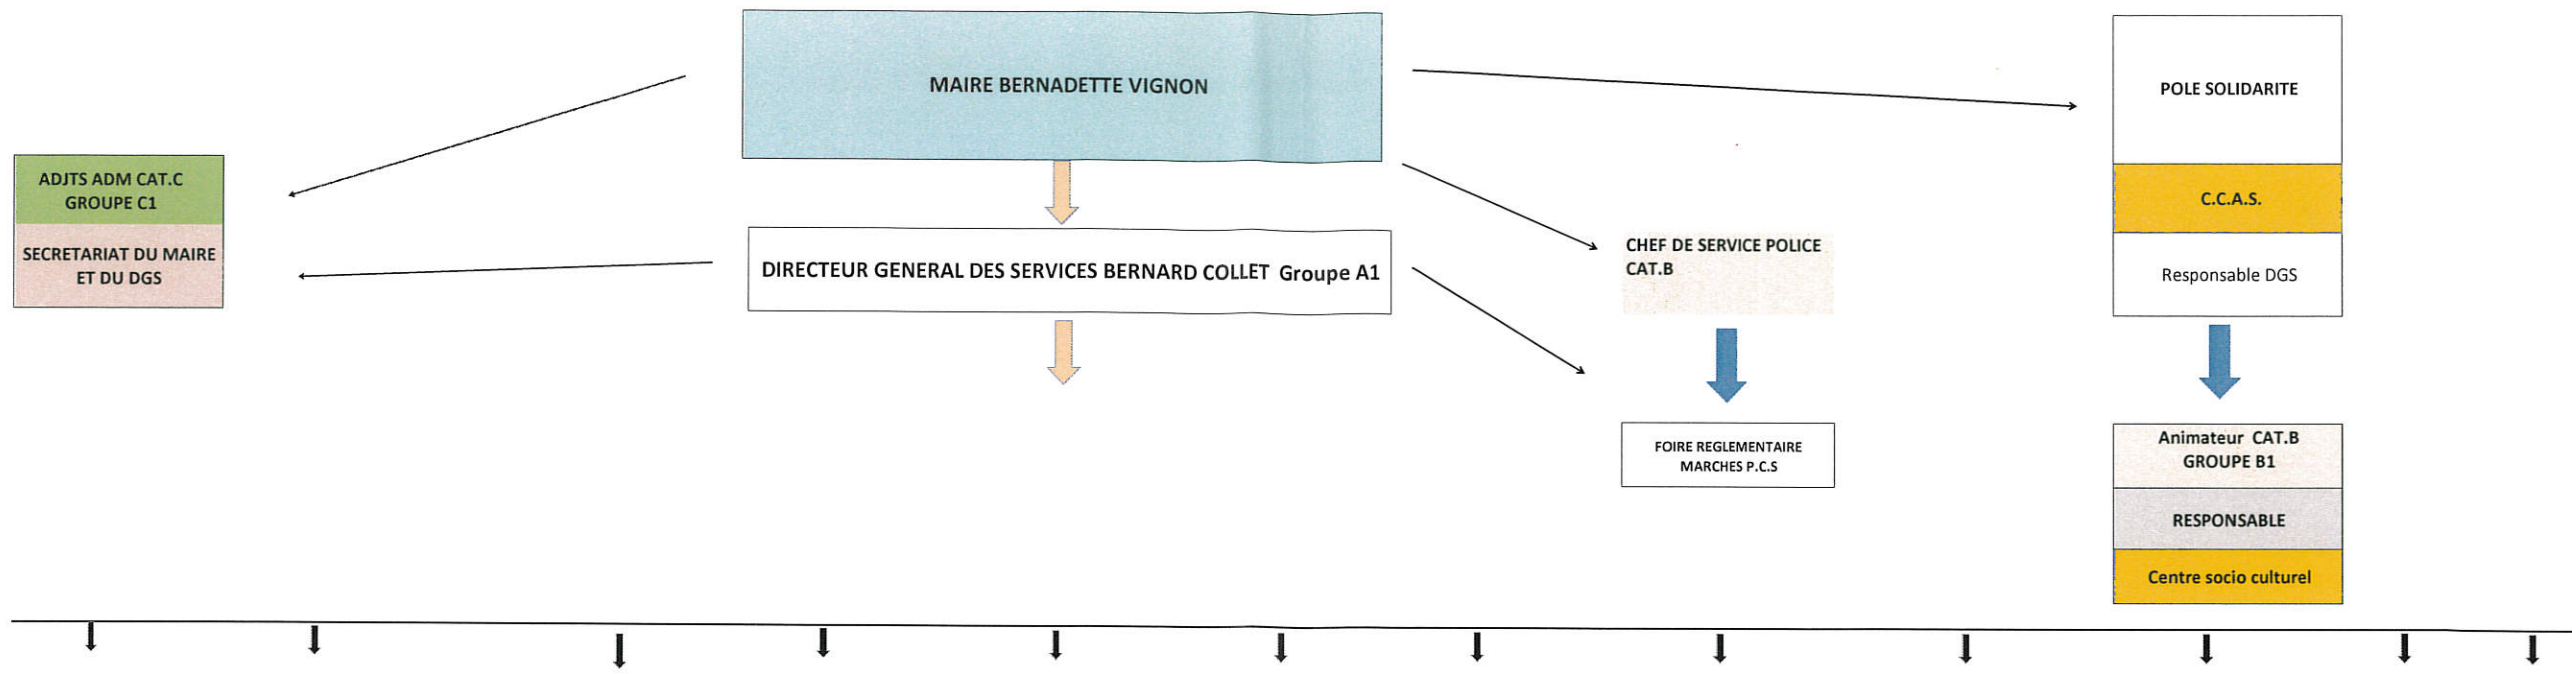 MAIRE BERNADETTE VIGNON
POLE SOLIDARITE
C.C.A.S.
Responsable DGS
ADJTS ADM CAT.C
GROUPE C1
SECRETARIAT DU MAIRE
ET DU DGS
DIRECTEUR GENERAL DES SERVICES BERNARD COLLET Groupe A1
CHEF DE SERVICE POLICE
CAT.B
FOIRE REGLEMENTAIRE
MARCHES P.C.S
Animateur CAT.B
GROUPE B1
RESPONSABLE
Centre socio culturel